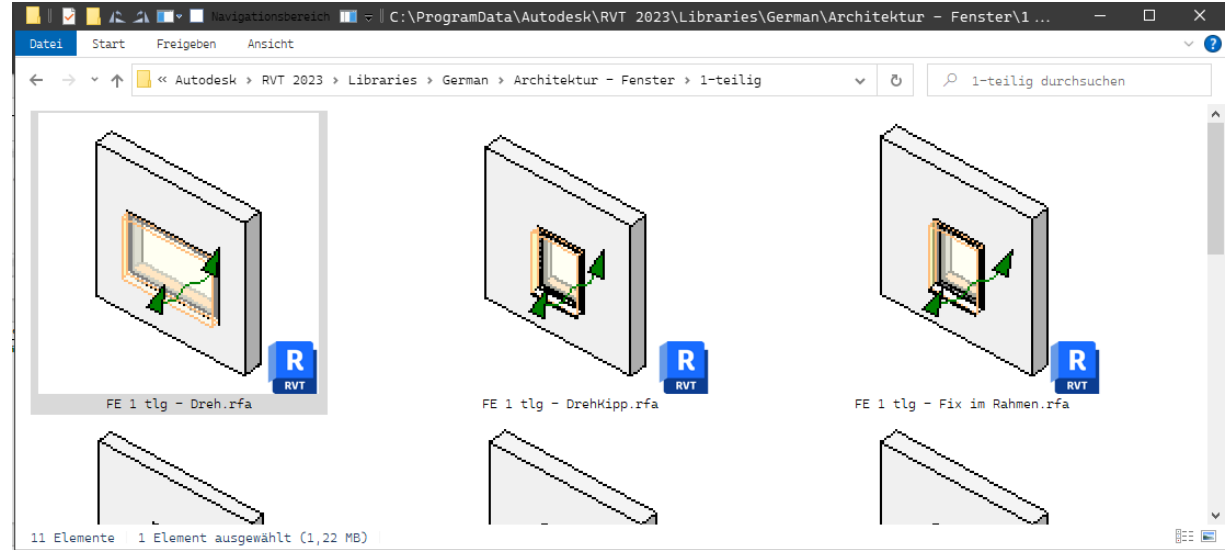 Navigationsbereich C:\ProgramData\Autodesk\RVT 2023\Libraries\German\Architektur - Fenster\1 ...
Datei Start Freigeben Ansicht
« Autodesk › RVT 2023 › Libraries › German › Architektur - Fenster › 1-teilig 1-teilig durchsuchen
R R R
RVT RVT RVT
FE 1 tlg - Dreh.rfa FE 1 tlg - DrehKipp.rfa FE 1 tlg - Fix im Rahmen.rfa
11 Elemente 1 Element ausgewählt (1,22 MB)